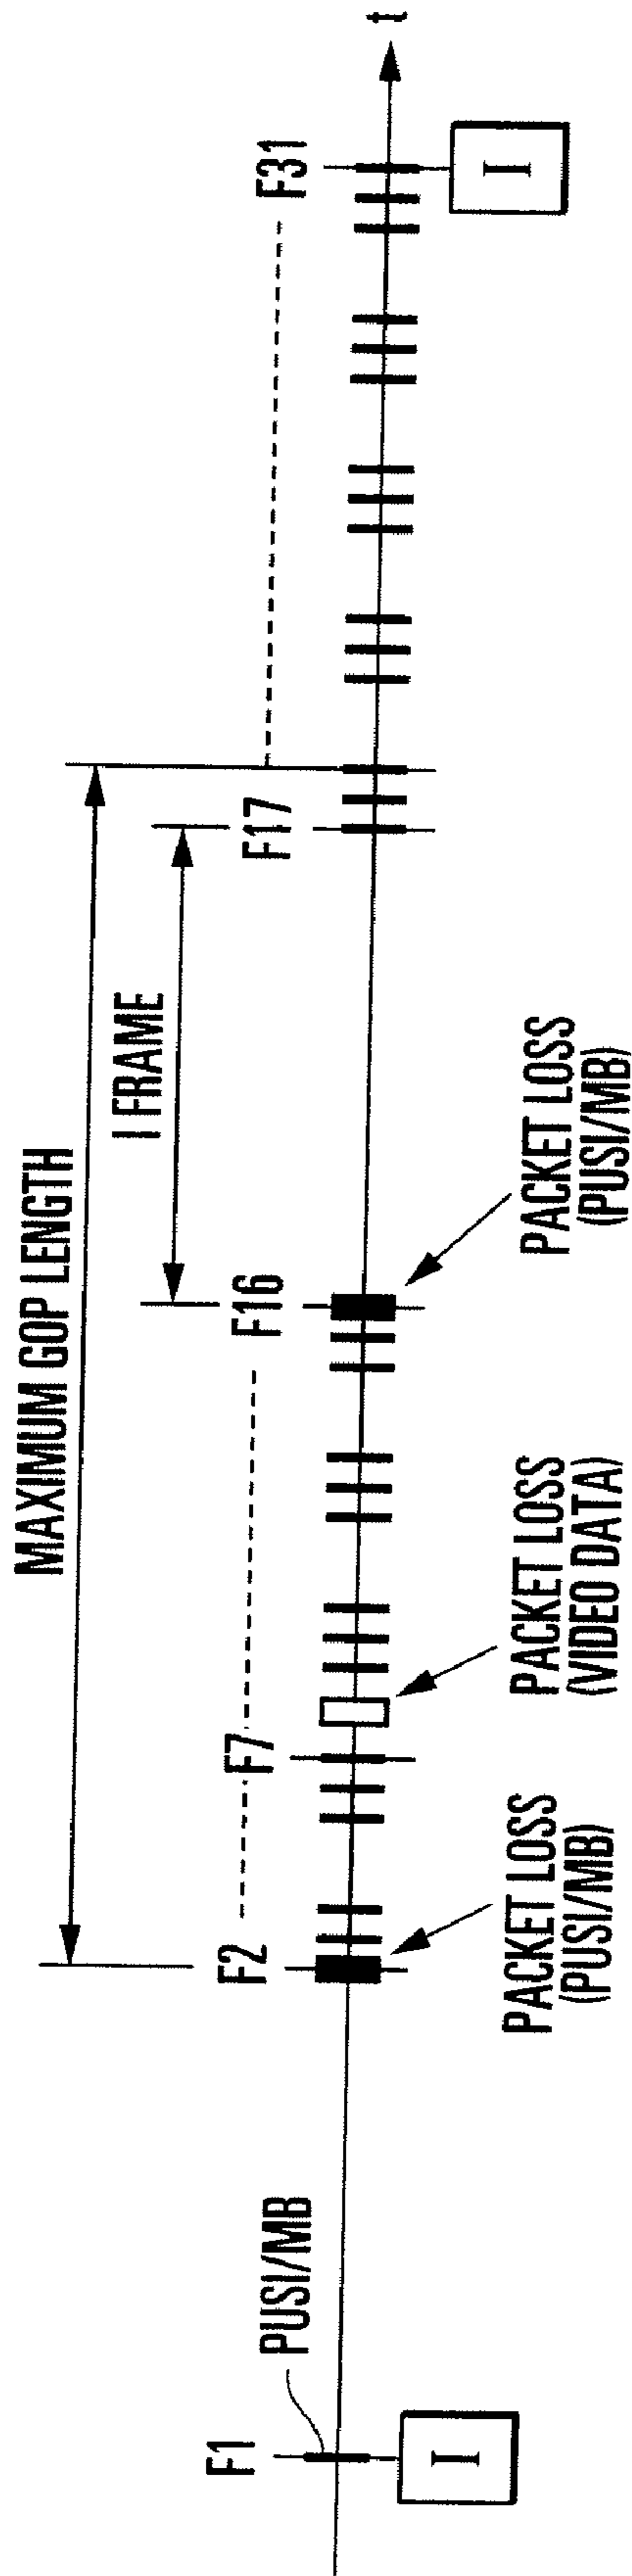 MAXIMUM GOP LENGTH
I FRAME
F1
PUSI/MB
F2
F7
F16
F17
F31
t
I
PACKET LOSS
(PUSI/MB)
PACKET LOSS
(VIDEO DATA)
PACKET LOSS
(PUSI/MB)
I